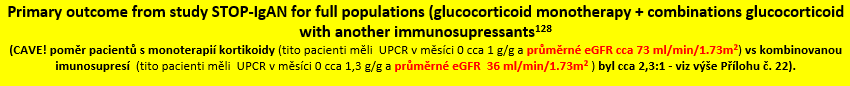 Primary outcome from study STOP-IgAN for full populations (glucocorticoid monotherapy + combinations glucocorticoid
with another immunosupressants128
(CAVE! poměr pacientů s monoterapií kortikoidy (tito pacienti měli UPCR v měsíci 0 cca 1 g/g a průměrné eGFR cca 73 ml/min/1.73m2) vs kombinovanou
imunosupresí (tito pacienti měli UPCR v měsíci 0 cca 1,3 g/g a průměrné eGFR 36 ml/min/1.73m2 ) byl cca 2,3:1 - viz výše Přílohu č. 22).